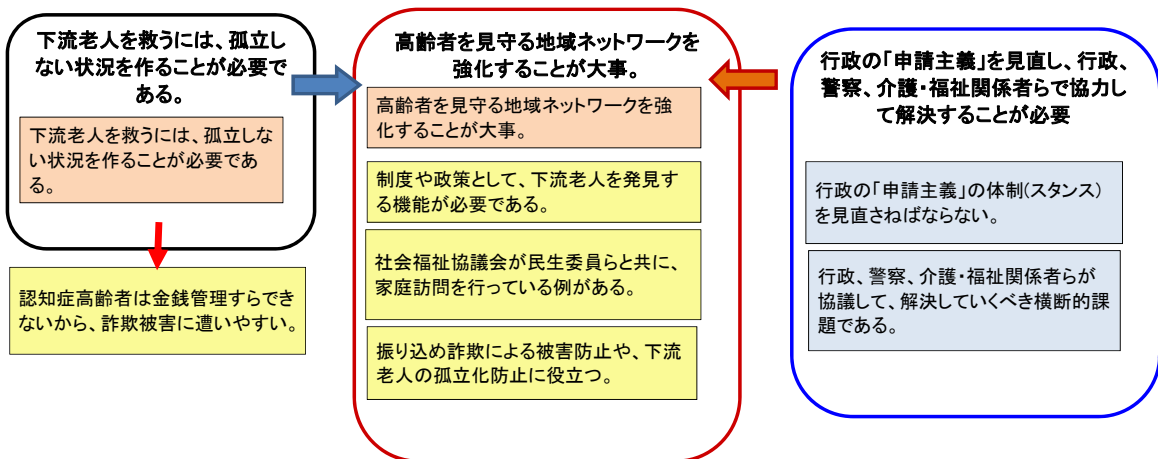 下流老人を救うには、孤立し
ない状況を作ることが必要で
ある。
下流老人を救うには、孤立しな
い状況を作ることが必要であ
る。
認知症高齢者は金銭管理すらでき
ないから、詐欺被害に遭いやすい。
高齢者を見守る地域ネットワークを
強化することが大事。
高齢者を見守る地域ネットワークを強
化することが大事。
制度や政策として、下流老人を発見す
る機能が必要である。
社会福祉協議会が民生委員らと共に、
家庭訪問を行っている例がある。
振り込め詐欺による被害防止や、下流
老人の孤立化防止に役立つ。
行政の「申請主義」を見直し、行政、
警察、介護・福祉関係者らで協力し
て解決することが必要
行政の「申請主義」の体制(スタンス)
を見直さねばならない。
行政、警察、介護・福祉関係者らが
協議して、解決していくべき横断的課
題である。